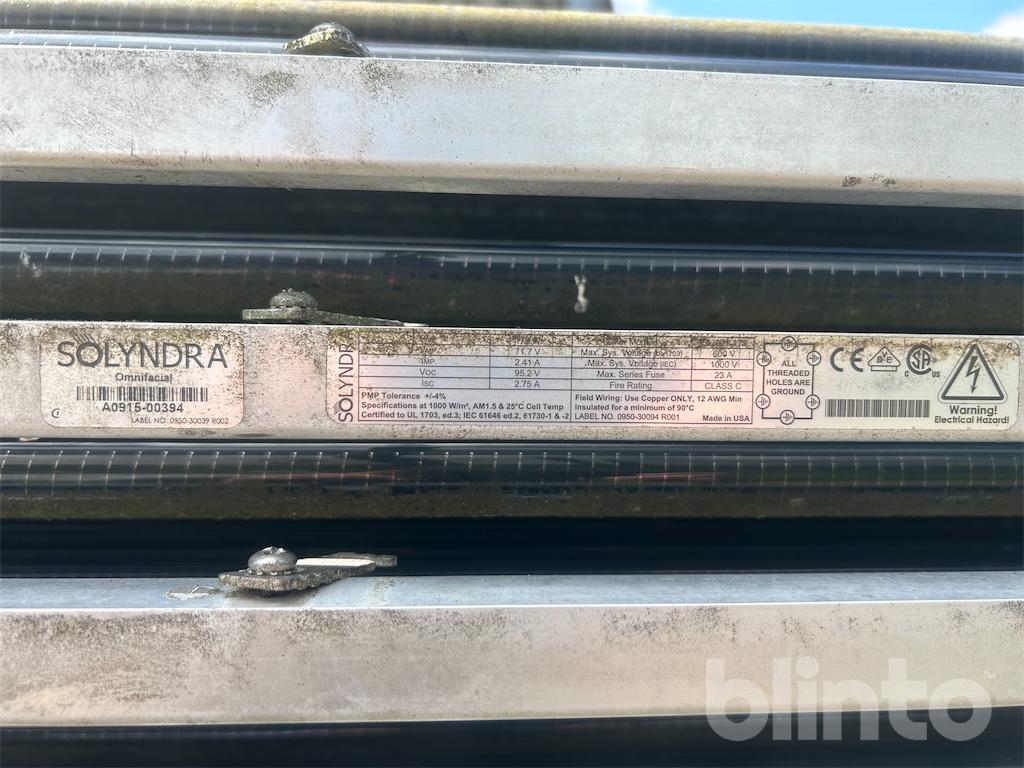 SOLYNDRA
Omnifacial
A0915-00394
LABEL NO. 0950-30039 R002
SOLYNDRA
71.7 V
Max. Sys. Voltage (UL1703) 600 V
IMP 2.41 A
Max. Sys. Voltage (IEC) 1000 V
VOC 95.2 V
Max. Series Fuse 23 A
ISC 2.75 A
Fire Rating CLASS C
PMP Tolerance +/-4%
Specifications at 1000 W/m², AM1.5 & 25°C Cell Temp
Certified to UL 1703, ed.3; IEC 61646 ed.2, 61730-1 & -2
Field Wiring: Use Copper ONLY, 12 AWG Min
Insulated for a minimum of 90°C
LABEL NO. 0950-30094 R001 Made in USA
ALL
THREADED
HOLES ARE
GROUND
CE
C US
Warning!
Electrical Hazard!
blinto™